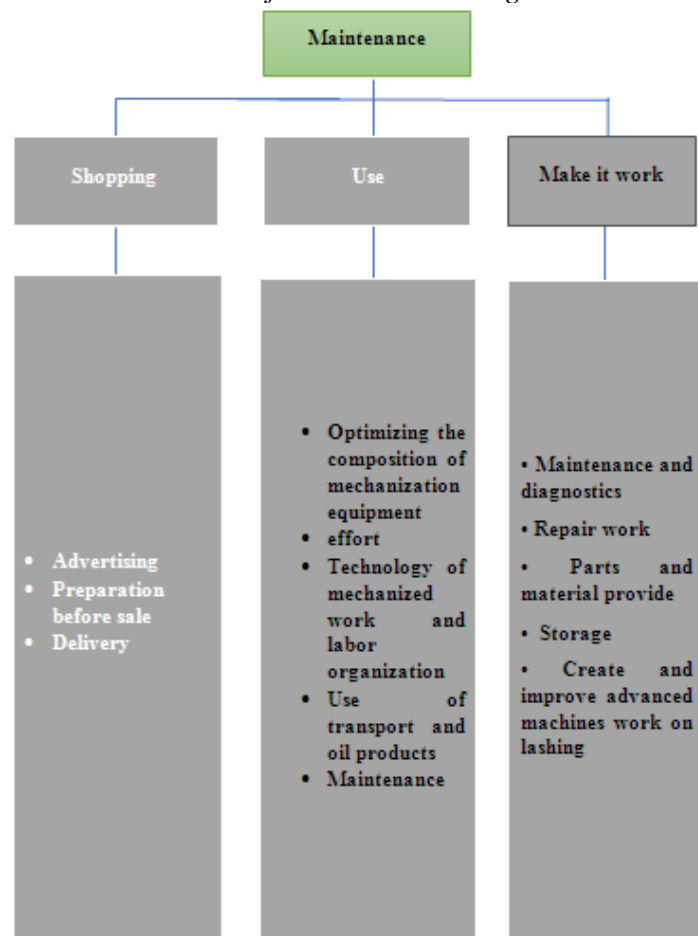 Maintenance
Shopping
Use
Make it work
• Advertising
• Preparation
before sale
• Delivery
• Optimizing the
composition of
mechanization
equipment
• effort
• Technology of
mechanized
work and
labor
organization
• Use of
transport and
oil products
• Maintenance
• Maintenance and
diagnostics
• Repair work
• Parts and
material provide
• Storage
• Create and
improve advanced
machines work on
lashing